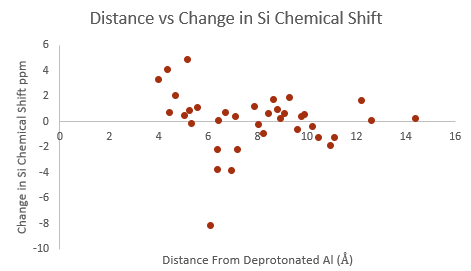 Distance vs Change in Si Chemical Shift
6
4
2
0
-2
-4
-6
-8
-10
0 2 4 6 8 10 12 14 16
Change in Si Chemical Shift ppm
Distance From Deprotonated Al (Å)